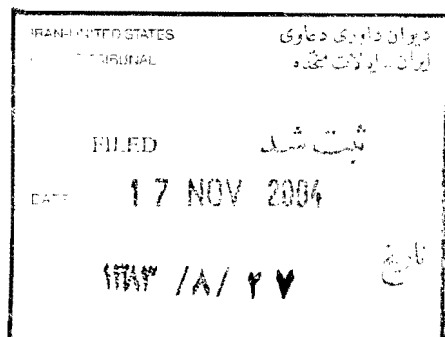 IRAN-UNITED STATES
دیوان داوری دعاوی
TRIBUNAL
ایران - ایالات متحده
FILED
ثبت شد
DATE 17 NOV 2004
تاریخ
۱۳۸۳ /۸/ ۲۷